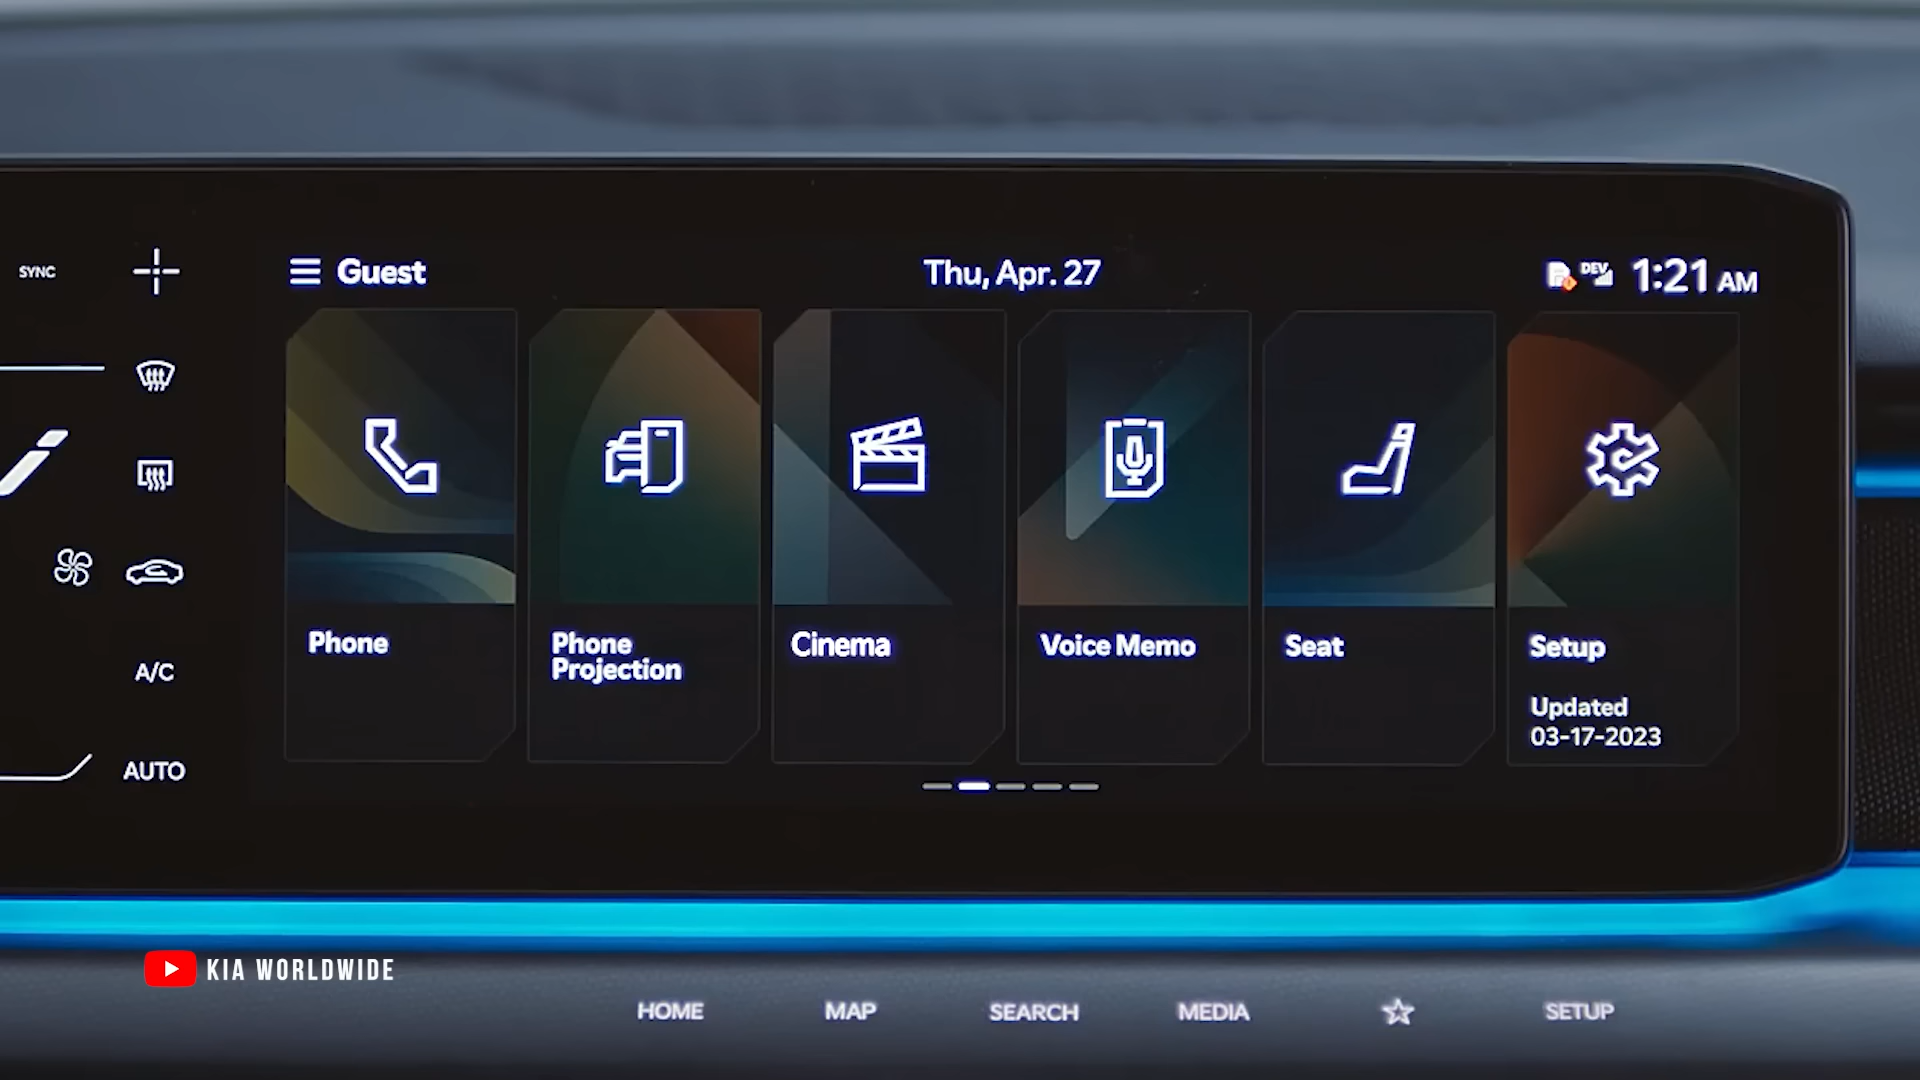 SYNC
Guest
Thu, Apr. 27
DEV
1:21 AM
Phone
Phone
Projection
Cinema
Voice Memo
Seat
Setup
Updated
03-17-2023
A/C
AUTO
KIA WORLDWIDE
HOME
MAP
SEARCH
MEDIA
SETUP